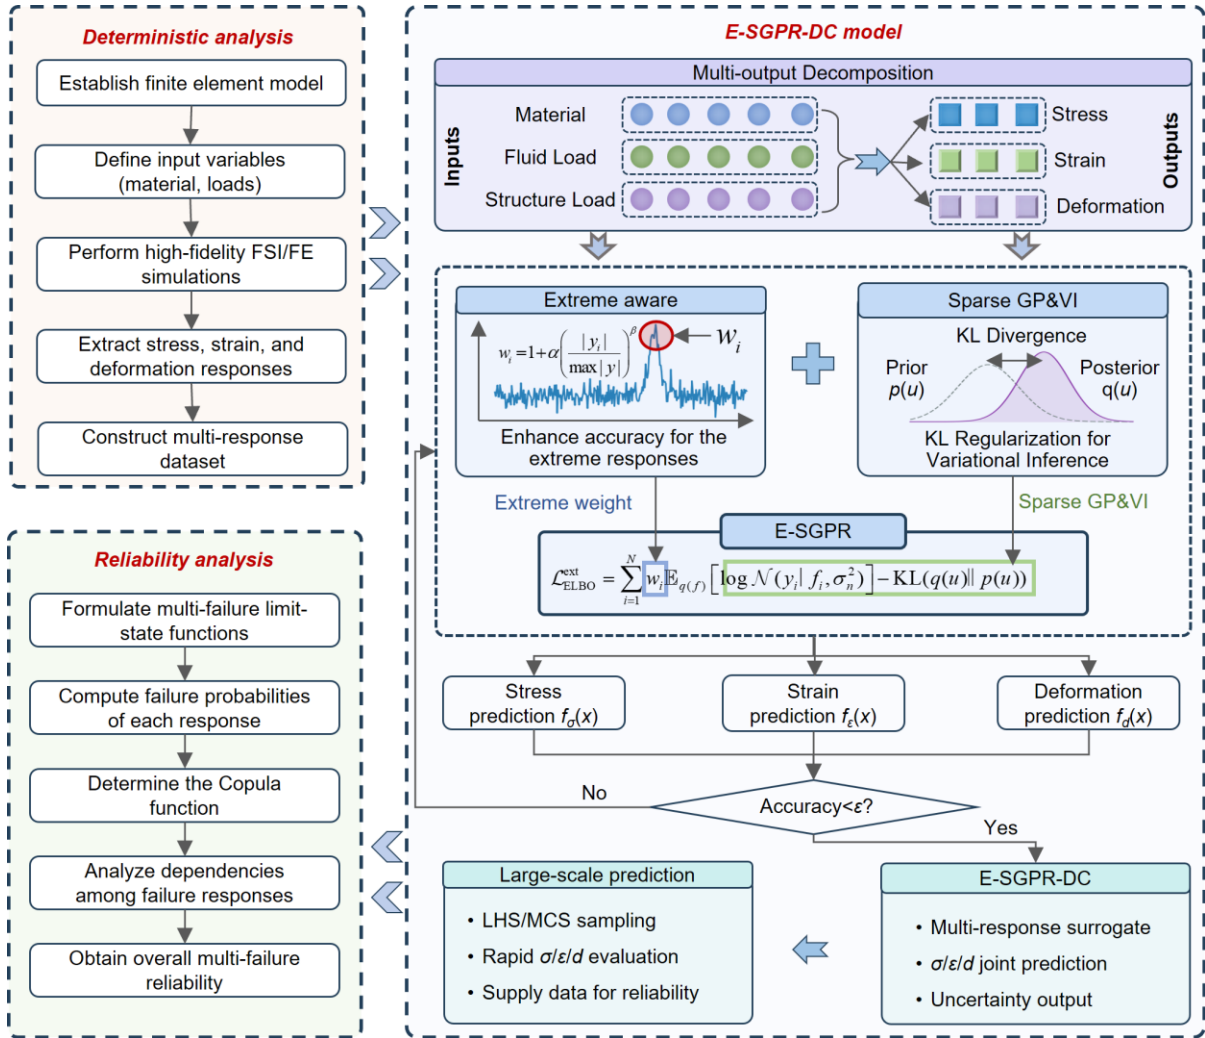 Deterministic analysis
Establish finite element model
Define input variables
(material, loads)
Perform high-fidelity FSI/FE
simulations
Extract stress, strain, and
deformation responses
Construct multi-response
dataset
Reliability analysis
Formulate multi-failure limit-
state functions
Compute failure probabilities
of each response
Determine the Copula
function
Analyze dependencies
among failure responses
Obtain overall multi-failure
reliability
E-SGPR-DC model
Multi-output Decomposition
Inputs
Material
Fluid Load
Structure Load
Stress
Strain
Deformation
Outputs
Extreme aware
w_i = 1+α(|y_i| / max|y|)^β
w_i
Enhance accuracy for the
extreme responses
Sparse GP&VI
KL Divergence
Prior
p(u)
Posterior
q(u)
KL Regularization for
Variational Inference
Extreme weight
Sparse GP&VI
E-SGPR
ℒ_ELBO^ext = ∑_{i=1}^N w_i 𝔼_{q(f)} [log 𝒩(y_i | f_i, σ_n^2)] − KL(q(u) || p(u))
Stress
prediction f_σ(x)
Strain
prediction f_ε(x)
Deformation
prediction f_d(x)
Accuracy<ε?
No
Yes
Large-scale prediction
• LHS/MCS sampling
• Rapid σ/ε/d evaluation
• Supply data for reliability
E-SGPR-DC
• Multi-response surrogate
• σ/ε/d joint prediction
• Uncertainty output